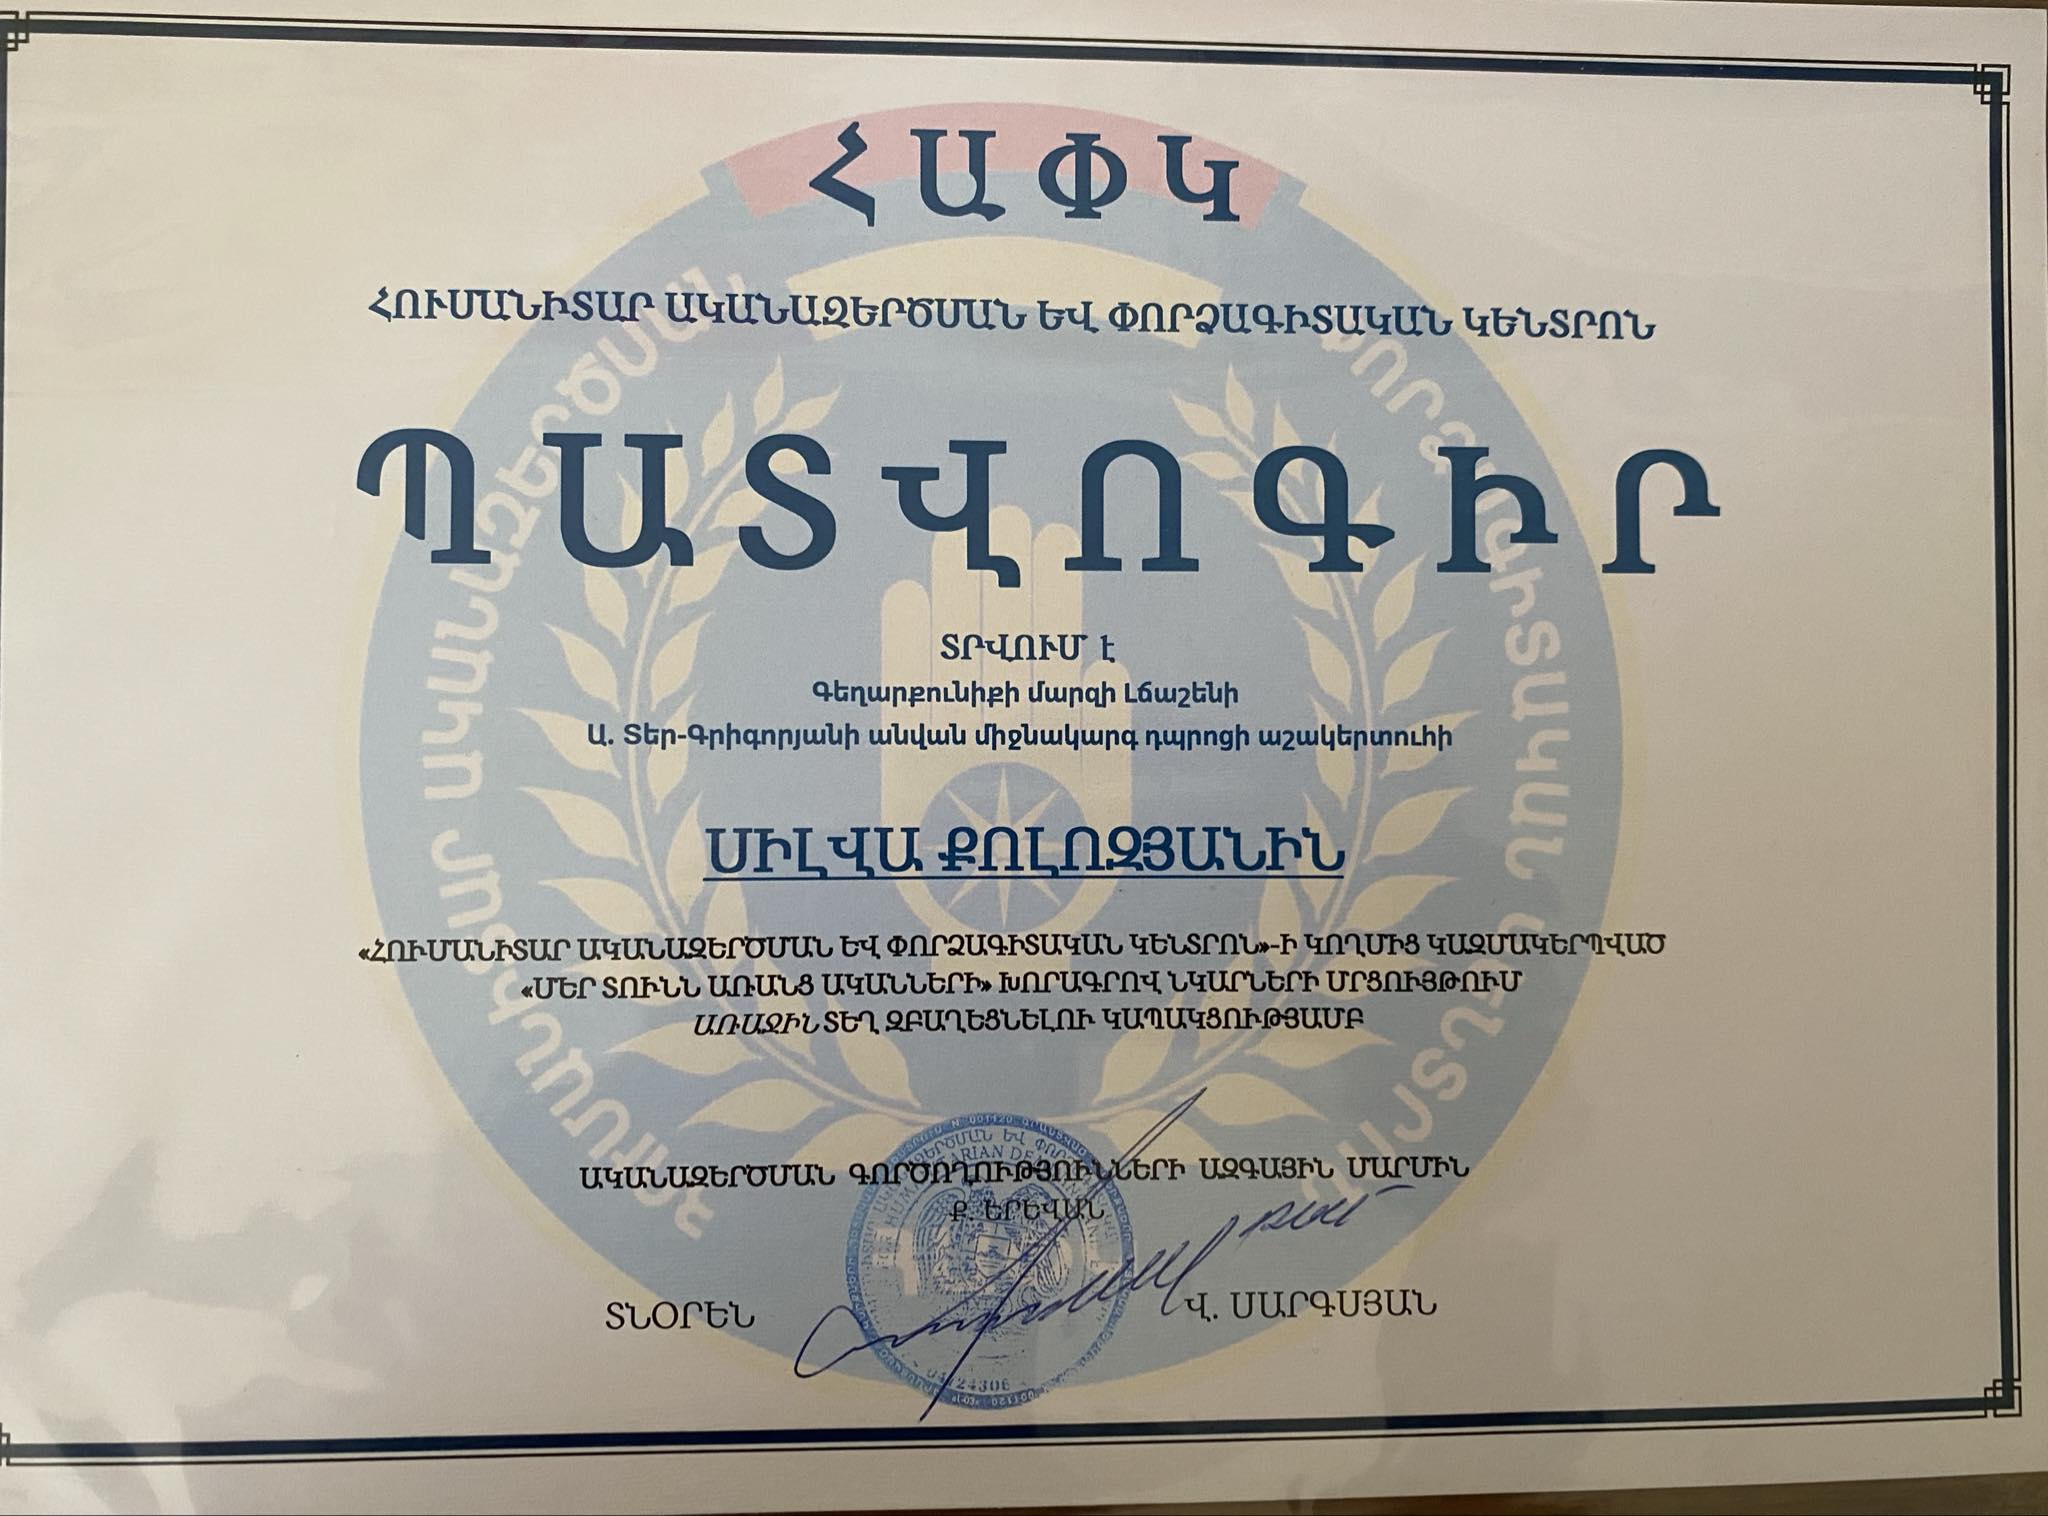 ՀԱՓԿ
ՀՈՒՄԱՆԻՏԱՐ ԱԿԱՆԱԶԵՐԾՄԱՆ ԵՎ ՓՈՐՁԱԳԻՏԱԿԱՆ ԿԵՆՏՐՈՆ
ՊԱՏՎՈԳԻՐ
ՏՐՎՈՒՄ է
Գեղարքունիքի մարզի Լճաշենի
Ա. Տեր-Գրիգորյանի անվան միջնակարգ դպրոցի աշակերտուհի
ՍԻԼՎԱ ՔՈԼՈԶՅԱՆԻՆ
«ՀՈՒՄԱՆԻՏԱՐ ԱԿԱՆԱԶԵՐԾՄԱՆ ԵՎ ՓՈՐՁԱԳԻՏԱԿԱՆ ԿԵՆՏՐՈՆ»-Ի ԿՈՂՄԻՑ ԿԱԶՄԱԿԵՐՊՎԱԾ
«ՄԵՐ ՏՈՒՆՆ ԱՌԱՆՑ ԱԿԱՆՆԵՐԻ» ԽՈՐԱԳՐՈՎ ՆԿԱՐՆԵՐԻ ՄՐՑՈՒՅԹՈՒՄ
ԱՌԱՋԻՆ ՏԵՂ ԶԲԱՂԵՑՆԵԼՈՒ ԿԱՊԱԿՑՈՒԹՅԱՄԲ
ԱԿԱՆԱԶԵՐԾՄԱՆ ԳՈՐԾՈՂՈՒԹՅՈՒՆՆԵՐԻ ԱԶԳԱՅԻՆ ՄԱՐՄԻՆ
Ք. ԵՐԵՎԱՆ
ՏՆՕՐԵՆ
Վ. ՍԱՐԳՍՅԱՆ